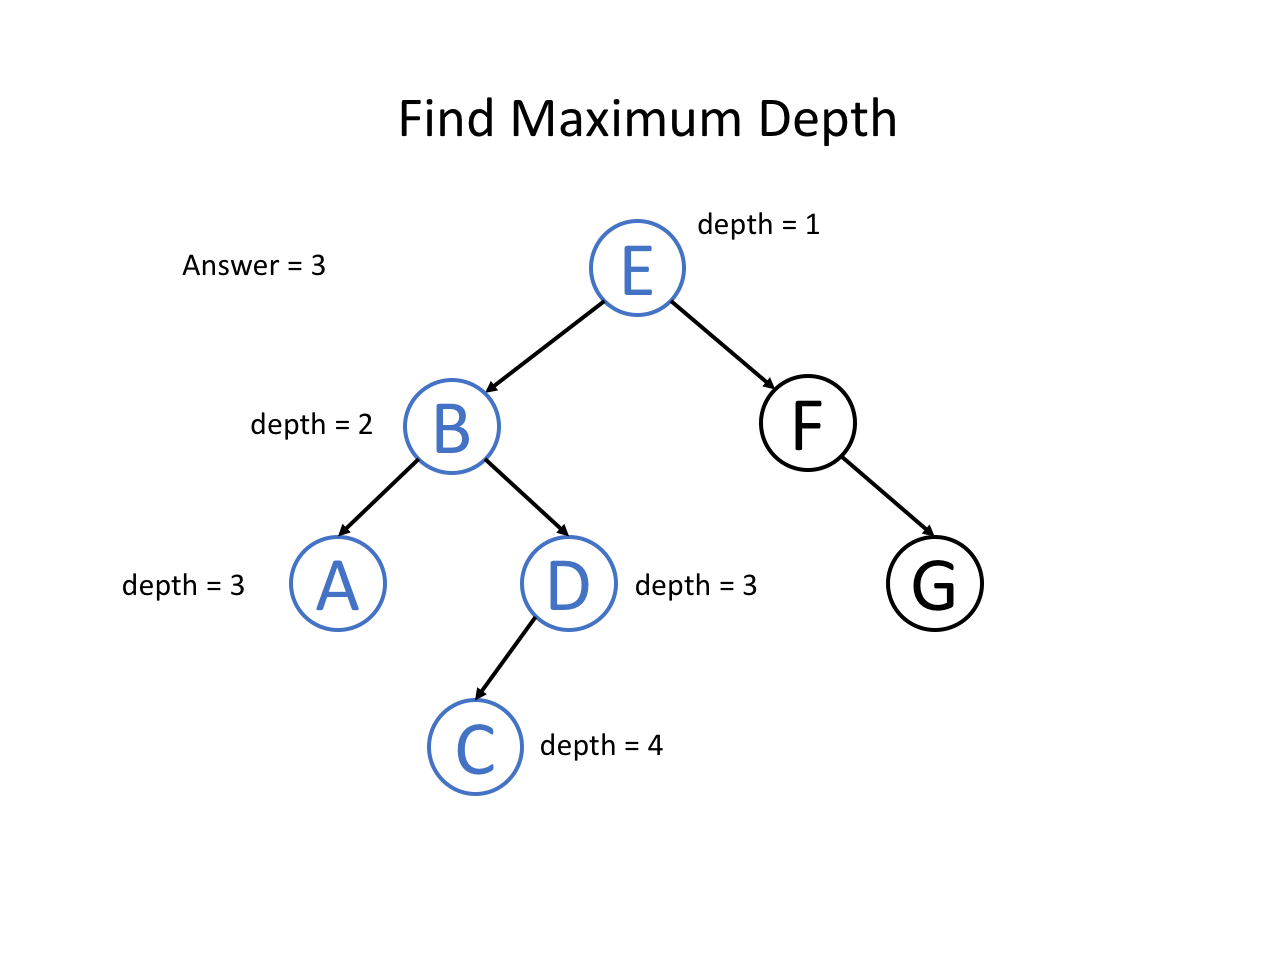 Find Maximum Depth
depth = 1
Answer = 3
E
depth = 2
B
F
depth = 3
A
D
depth = 3
G
C
depth = 4